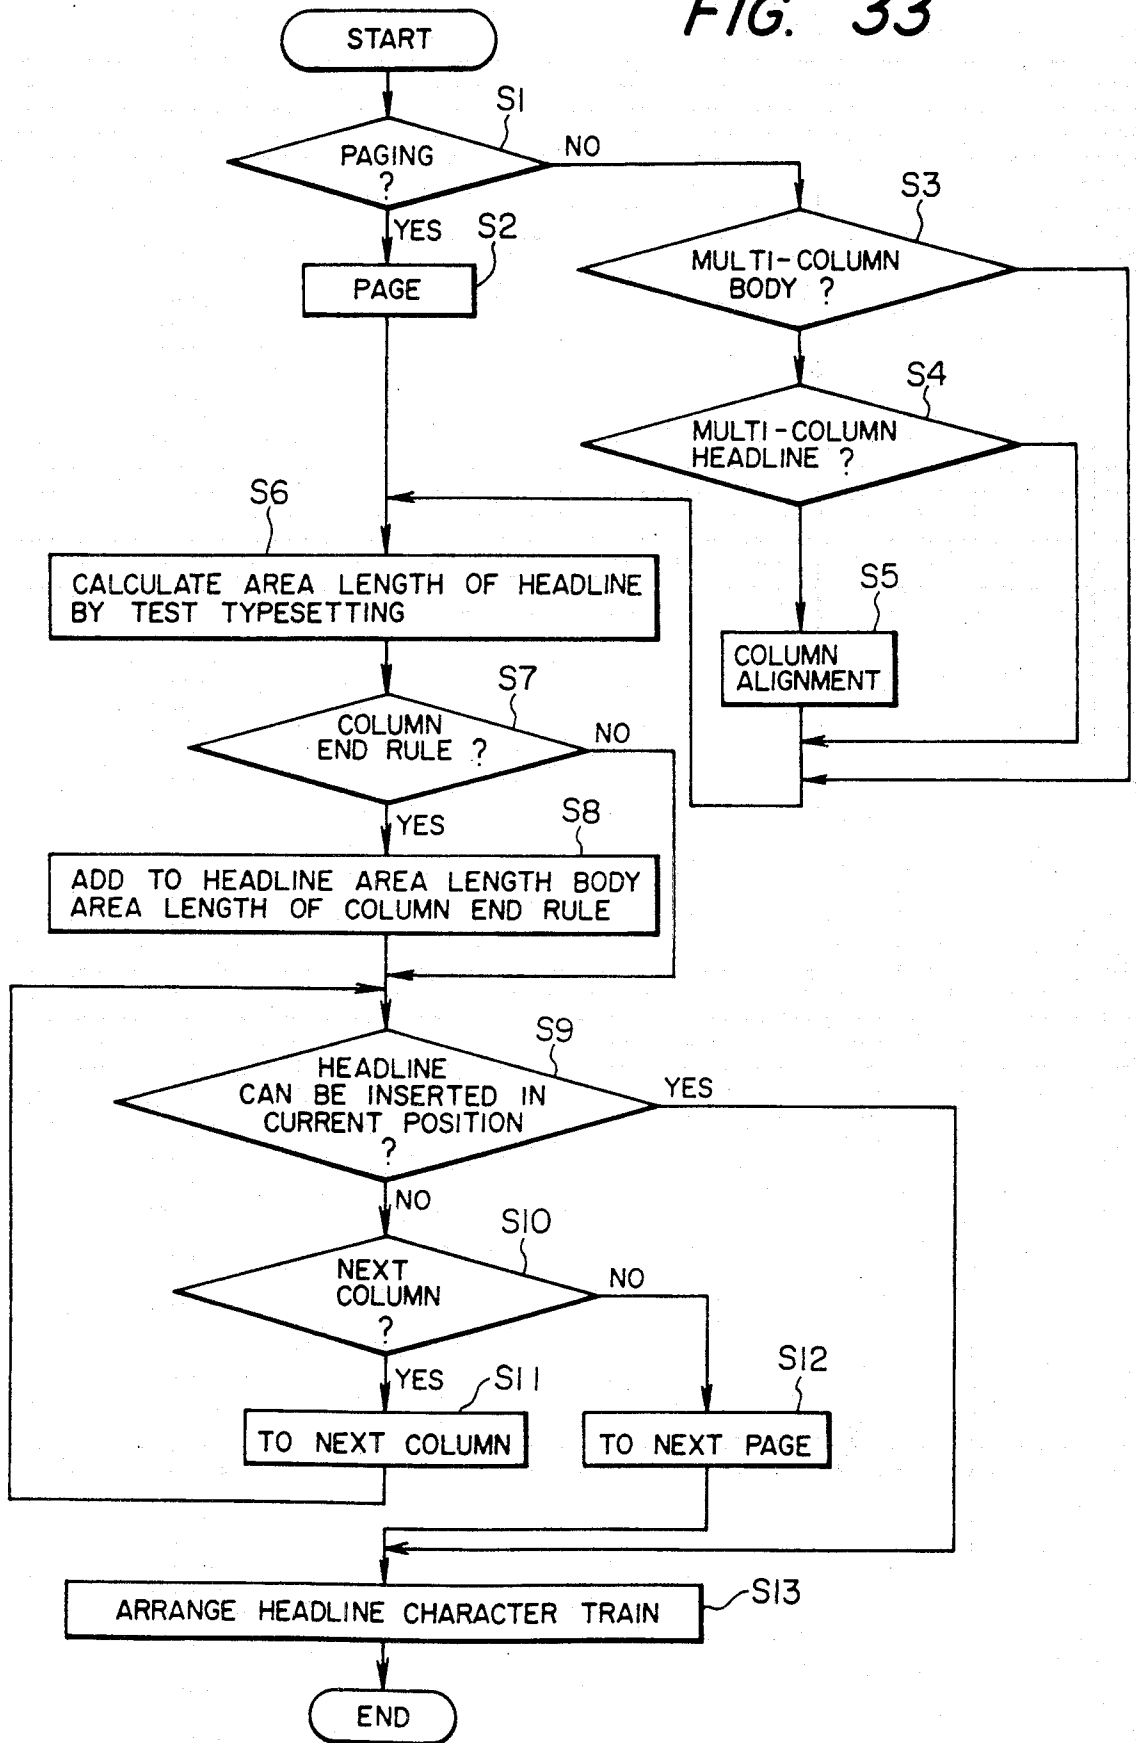 FIG. 33
START
S1
PAGING
?
NO
YES
S2
PAGE
S3
MULTI-COLUMN
BODY ?
S4
MULTI-COLUMN
HEADLINE ?
S5
COLUMN
ALIGNMENT
S6
CALCULATE AREA LENGTH OF HEADLINE
BY TEST TYPESETTING
S7
COLUMN
END RULE ?
NO
YES
S8
ADD TO HEADLINE AREA LENGTH BODY
AREA LENGTH OF COLUMN END RULE
S9
HEADLINE
CAN BE INSERTED IN
CURRENT POSITION
?
YES
NO
S10
NEXT
COLUMN
?
NO
YES
S11
TO NEXT COLUMN
S12
TO NEXT PAGE
S13
ARRANGE HEADLINE CHARACTER TRAIN
END